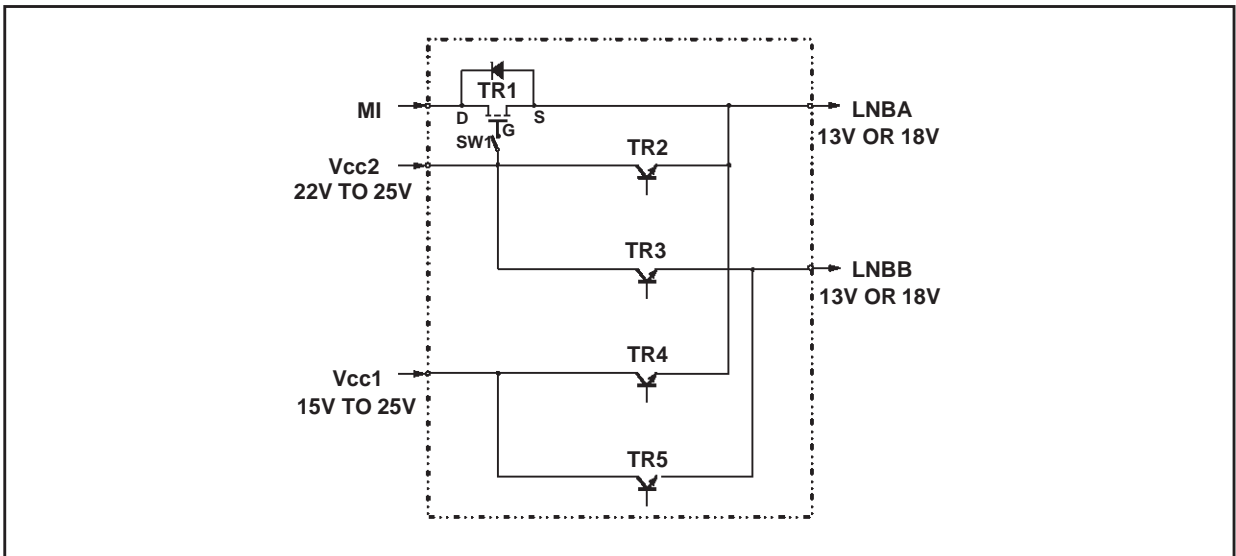 TR1
MI
D
S
G
SW1
LNBA
13V OR 18V
TR2
Vcc2
22V TO 25V
TR3
LNBB
13V OR 18V
TR4
Vcc1
15V TO 25V
TR5